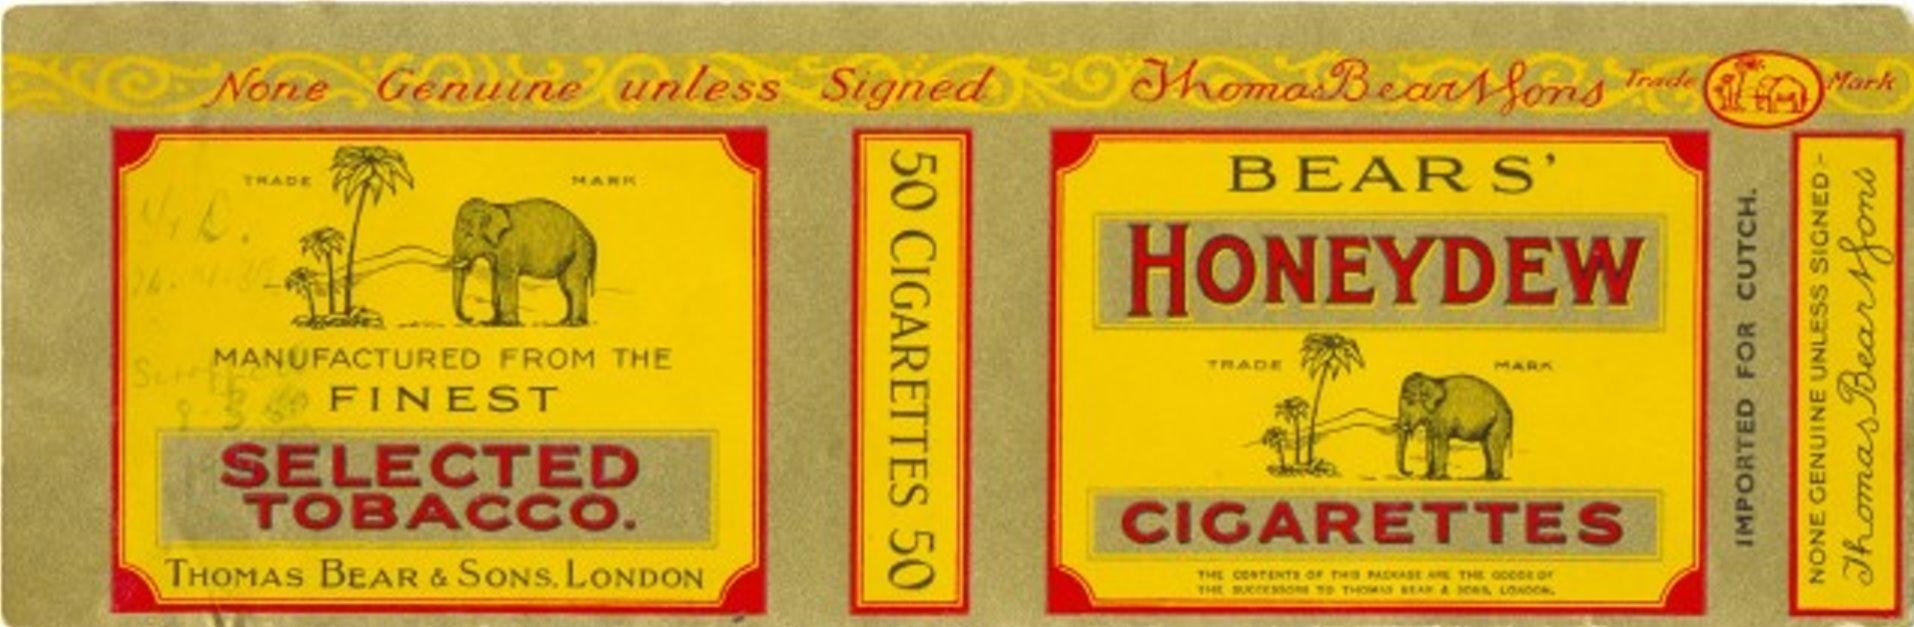 None Genuine unless Signed Thomas Bear & Sons Trade Mark
TRADE MARK
MANUFACTURED FROM THE
FINEST
SELECTED
TOBACCO.
THOMAS BEAR & SONS. LONDON
50 CIGARETTES 50
BEARS'
HONEYDEW
TRADE MARK
CIGARETTES
THE CONTENTS OF THIS PACKAGE ARE THE GOODS OF
THE SUCCESSORS TO THOMAS BEAR & SONS, LONDON.
IMPORTED FOR CUTCH.
NONE GENUINE UNLESS SIGNED:-
Thomas Bear & Sons